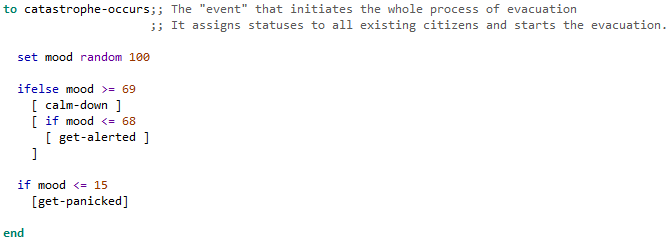 to catastrophe-occurs;; The "event" that initiates the whole process of evacuation
;; It assigns statuses to all existing citizens and starts the evacuation.
set mood random 100
ifelse mood >= 69
[ calm-down ]
[ if mood <= 68
[ get-alerted ]
]
if mood <= 15
[get-panicked]
end